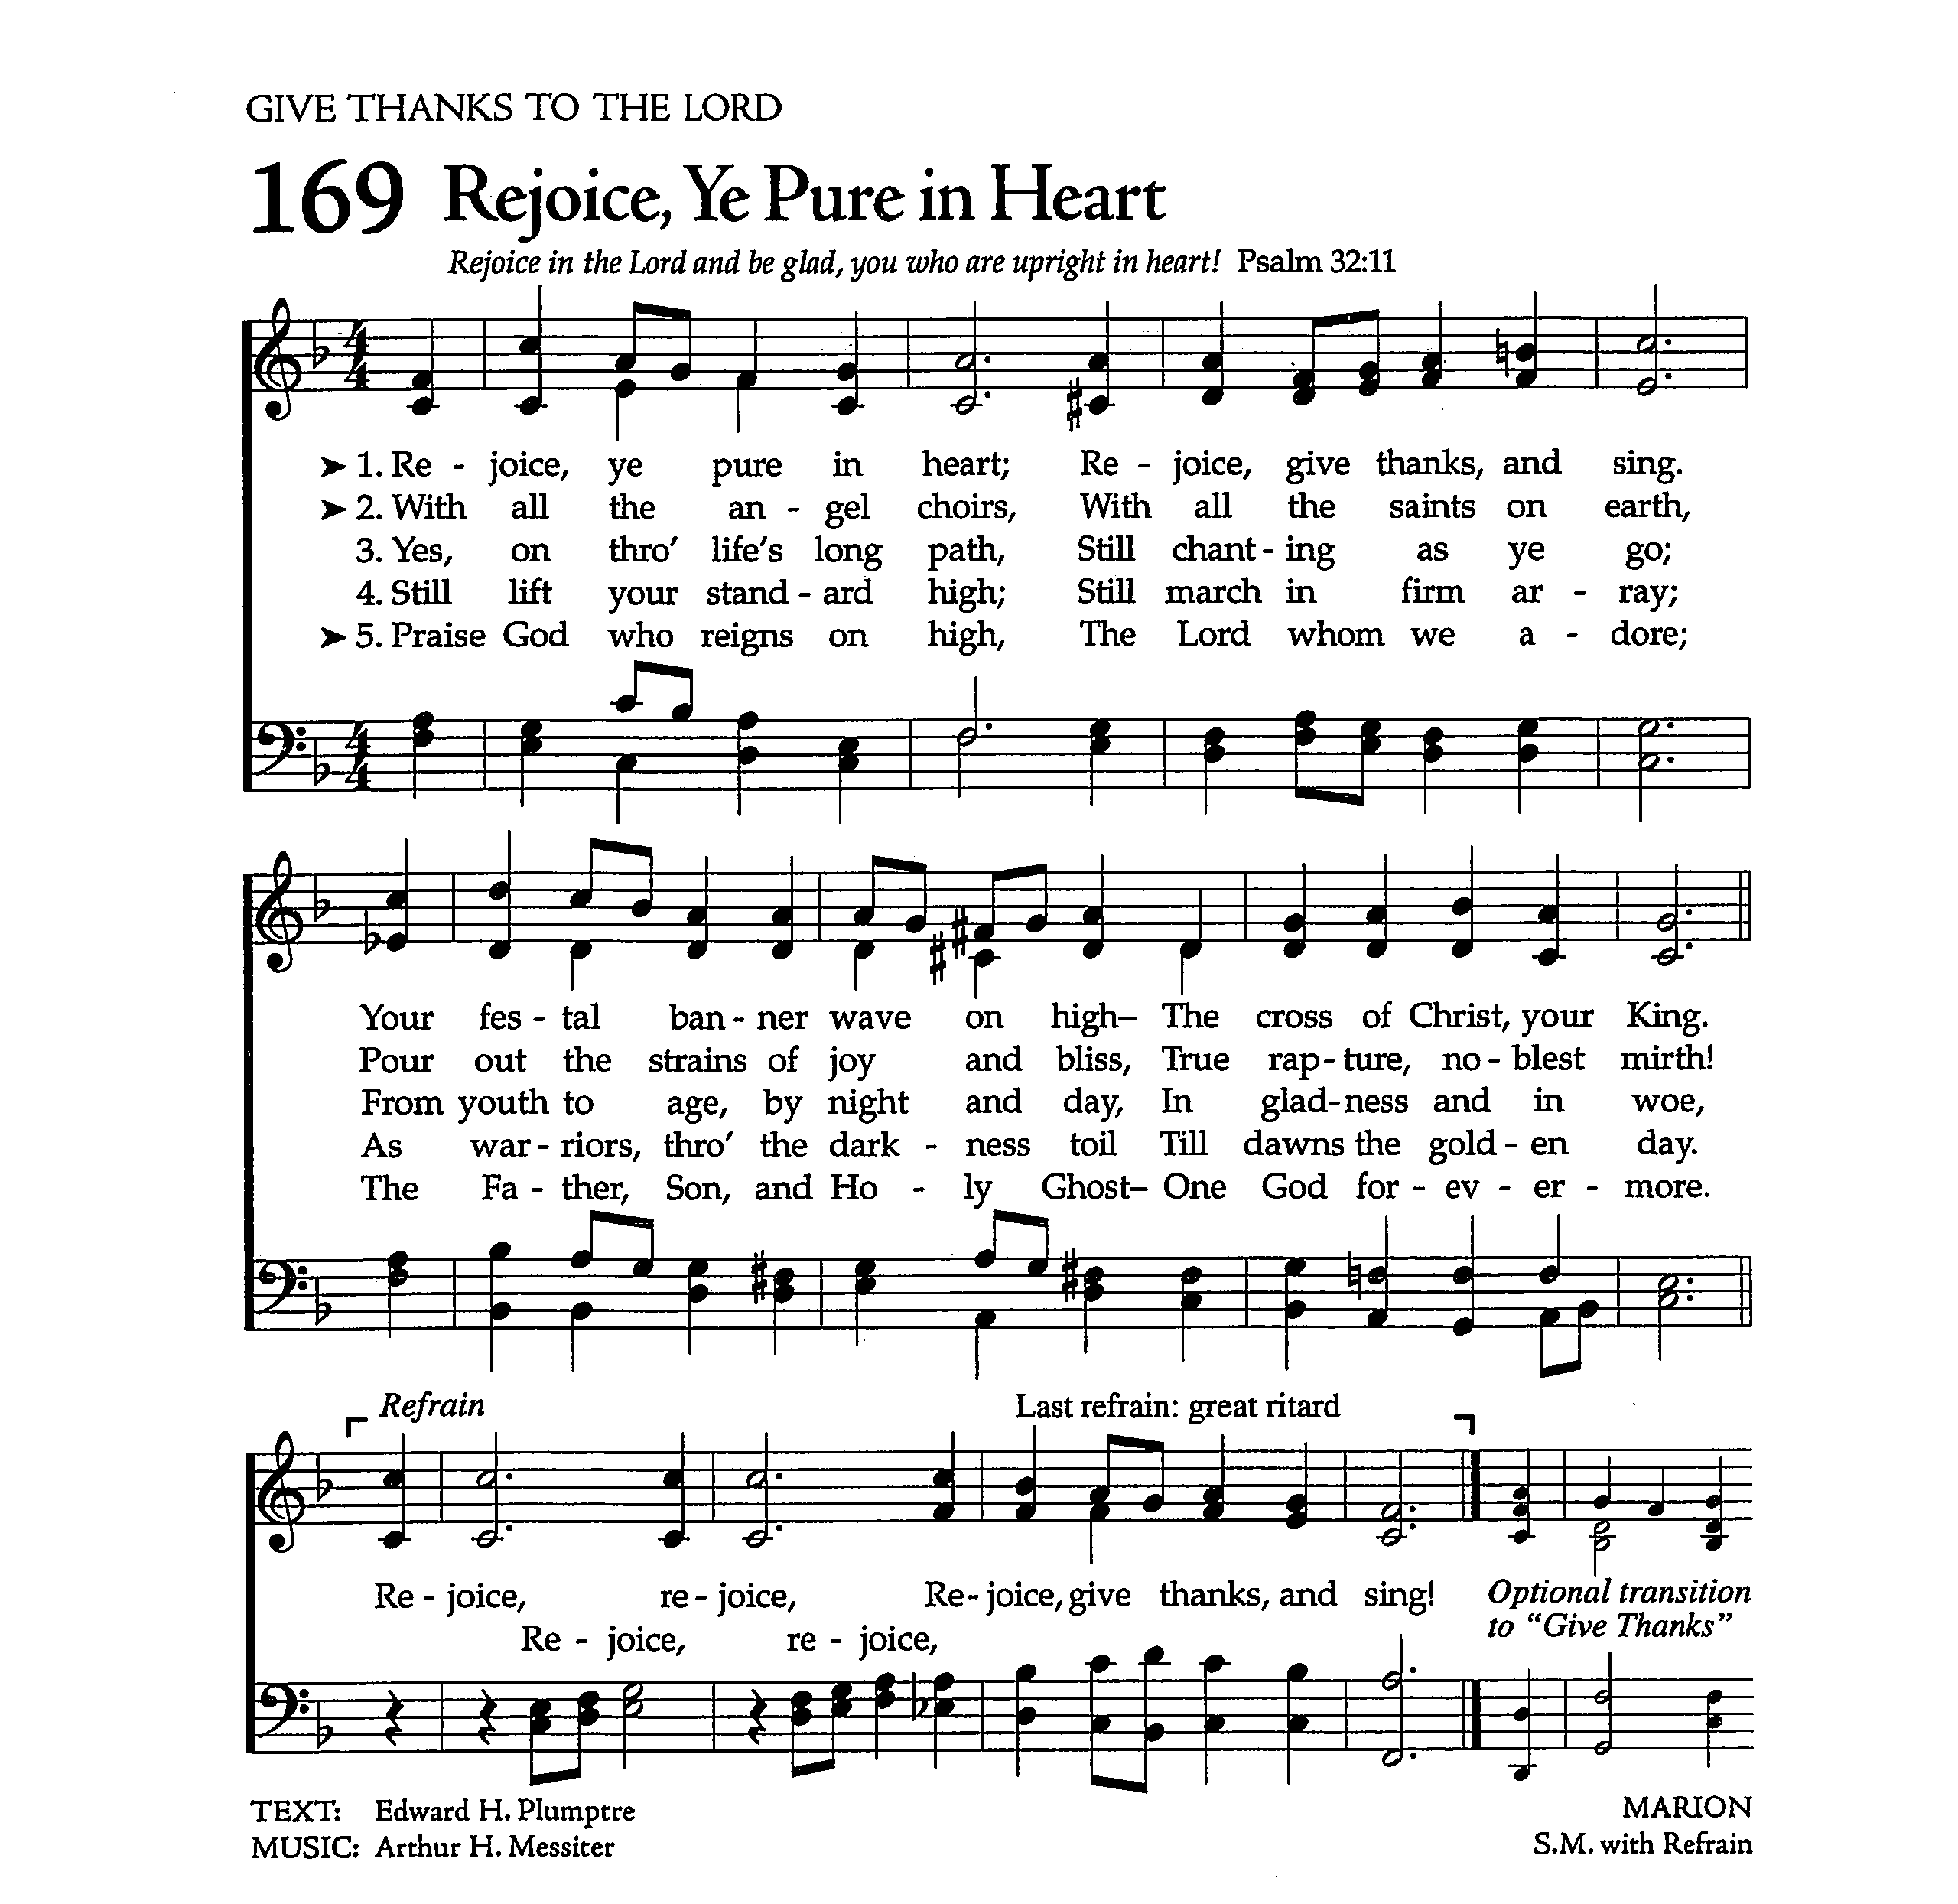 GIVE THANKS TO THE LORD
169 Rejoice, Ye Pure in Heart
Rejoice in the Lord and be glad, you who are upright in heart! Psalm 32:11
➤ 1. Re - joice, ye pure in heart; Re - joice, give thanks, and sing.
➤ 2. With all the an - gel choirs, With all the saints on earth,
3. Yes, on thro' life's long path, Still chant - ing as ye go;
4. Still lift your stand - ard high; Still march in firm ar - ray;
➤ 5. Praise God who reigns on high, The Lord whom we a - dore;
Your fes - tal ban - ner wave on high– The cross of Christ, your King.
Pour out the strains of joy and bliss, True rap - ture, no - blest mirth!
From youth to age, by night and day, In glad - ness and in woe,
As war - riors, thro' the dark - ness toil Till dawns the gold - en day.
The Fa - ther, Son, and Ho - ly Ghost– One God for - ev - er - more.
Refrain Last refrain: great ritard
Re - joice, re - joice, Re - joice, give thanks, and sing!
Re - joice, re - joice,
Optional transition
to “Give Thanks”
TEXT: Edward H. Plumptre
MUSIC: Arthur H. Messiter
MARION
S.M. with Refrain